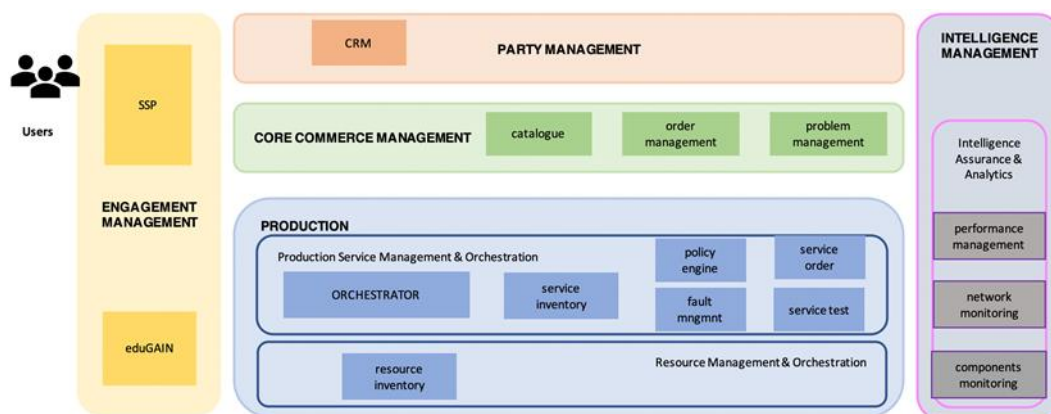 Users
SSP
ENGAGEMENT
MANAGEMENT
eduGAIN
CRM
PARTY MANAGEMENT
CORE COMMERCE MANAGEMENT
catalogue
order
management
problem
management
PRODUCTION
Production Service Management & Orchestration
ORCHESTRATOR
service
inventory
policy
engine
service
order
fault
mngmnt
service test
resource
inventory
Resource Management & Orchestration
INTELLIGENCE
MANAGEMENT
Intelligence
Assurance &
Analytics
performance
management
network
monitoring
components
monitoring